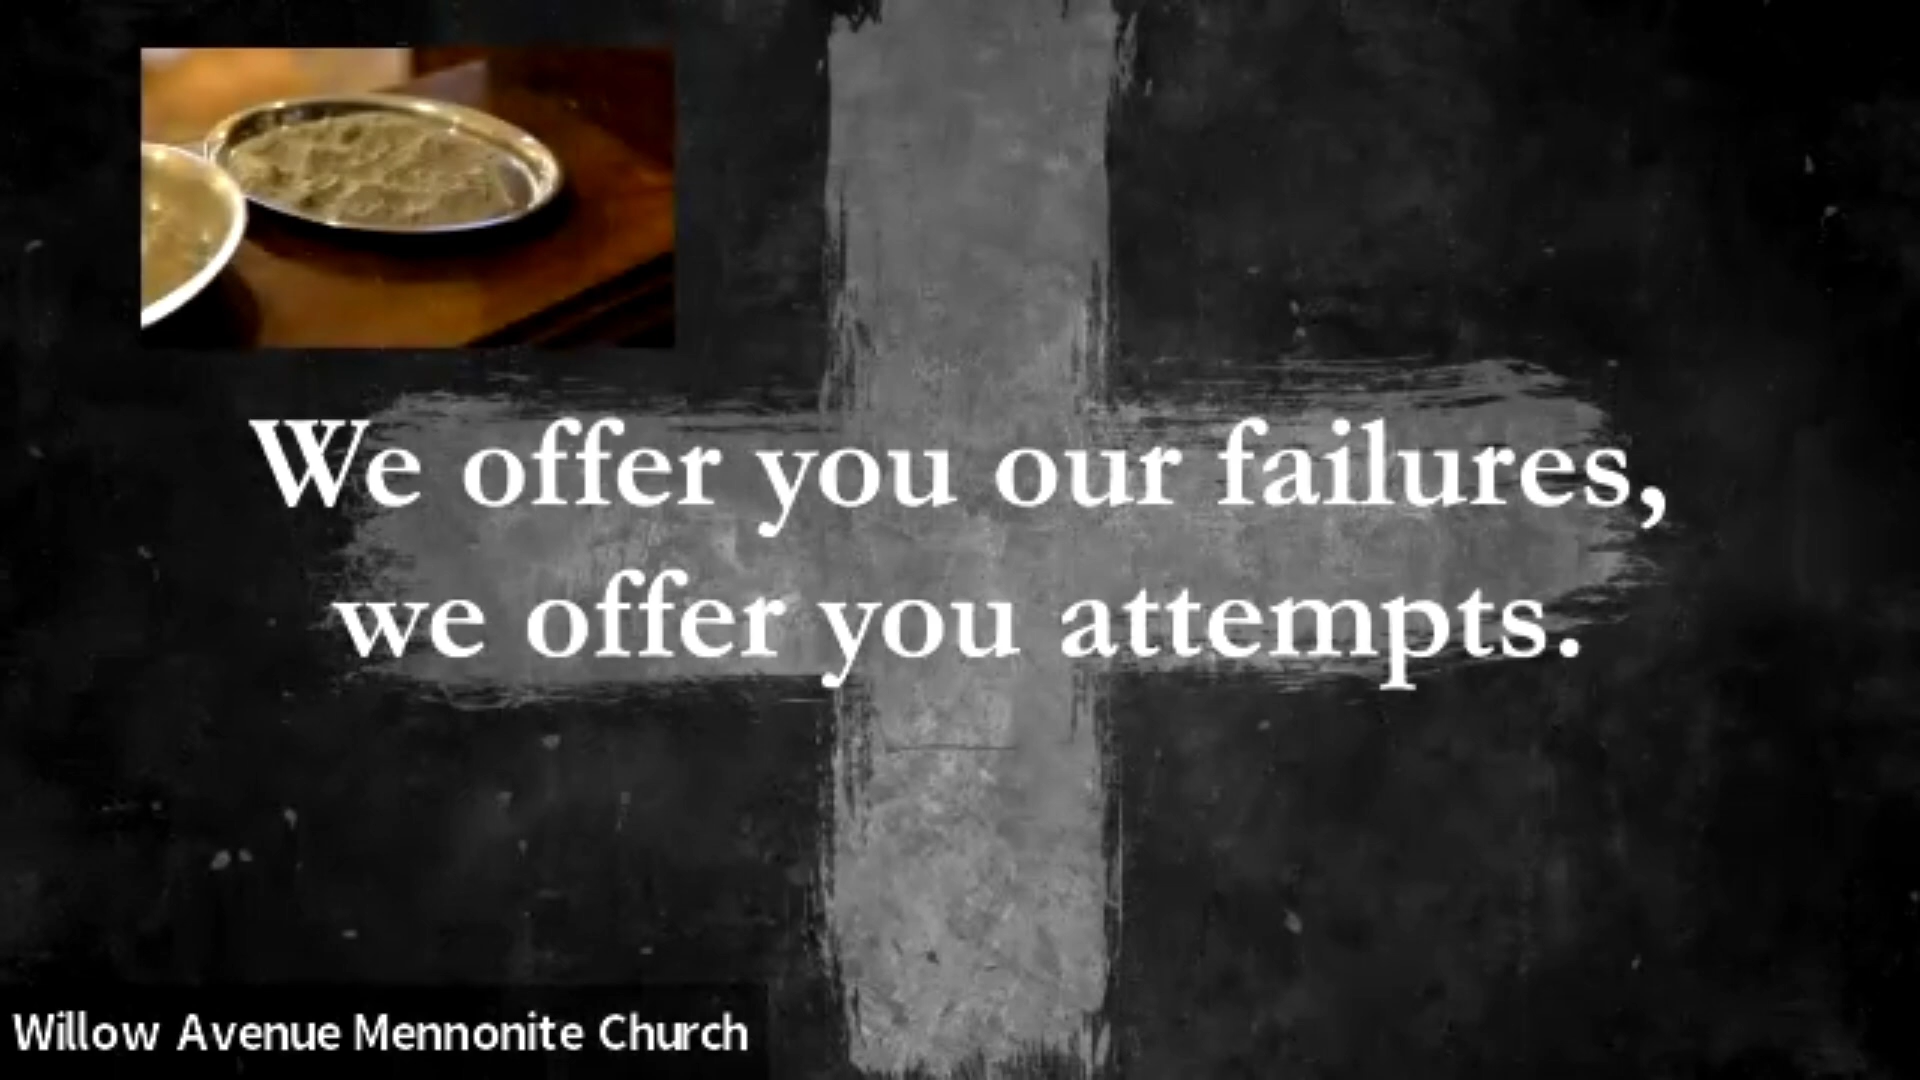 We offer you our failures,
we offer you attempts.
Willow Avenue Mennonite Church